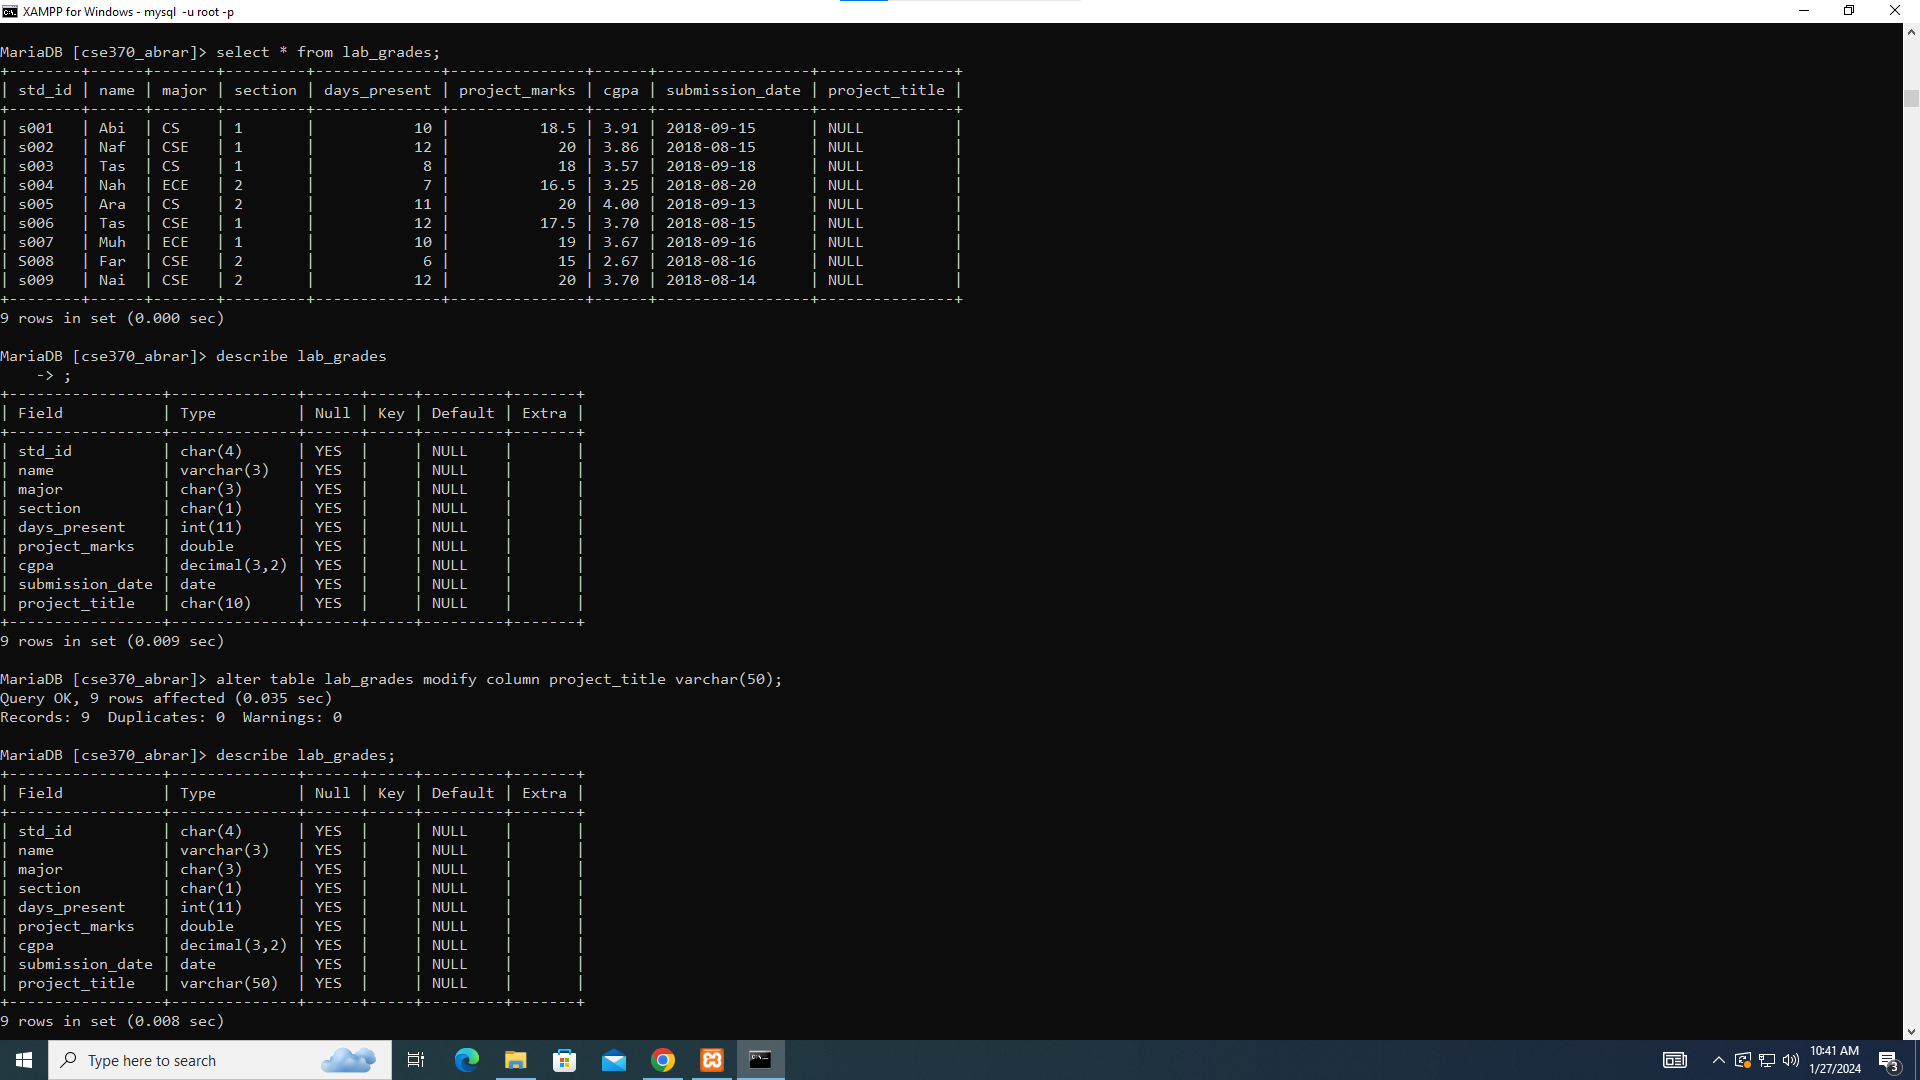 XAMPP for Windows - mysql  -u root -p
MariaDB [cse370_abrar]> select * from lab_grades;
+--------+------+-------+---------+--------------+---------------+------+-----------------+---------------+
| std_id | name | major | section | days_present | project_marks | cgpa | submission_date | project_title |
+--------+------+-------+---------+--------------+---------------+------+-----------------+---------------+
| s001   | Abi  | CS    | 1       |           10 |          18.5 | 3.91 | 2018-09-15      | NULL          |
| s002   | Naf  | CSE   | 1       |           12 |            20 | 3.86 | 2018-08-15      | NULL          |
| s003   | Tas  | CS    | 1       |            8 |            18 | 3.57 | 2018-09-18      | NULL          |
| s004   | Nah  | ECE   | 2       |            7 |          16.5 | 3.25 | 2018-08-20      | NULL          |
| s005   | Ara  | CS    | 2       |           11 |            20 | 4.00 | 2018-09-13      | NULL          |
| s006   | Tas  | CSE   | 1       |           12 |          17.5 | 3.70 | 2018-08-15      | NULL          |
| s007   | Muh  | ECE   | 1       |           10 |            19 | 3.67 | 2018-09-16      | NULL          |
| S008   | Far  | CSE   | 2       |            6 |            15 | 2.67 | 2018-08-16      | NULL          |
| s009   | Nai  | CSE   | 2       |           12 |            20 | 3.70 | 2018-08-14      | NULL          |
+--------+------+-------+---------+--------------+---------------+------+-----------------+---------------+
9 rows in set (0.000 sec)
MariaDB [cse370_abrar]> describe lab_grades
    -> ;
+-----------------+--------------+------+-----+---------+-------+
| Field           | Type         | Null | Key | Default | Extra |
+-----------------+--------------+------+-----+---------+-------+
| std_id          | char(4)      | YES  |     | NULL    |       |
| name            | varchar(3)   | YES  |     | NULL    |       |
| major           | char(3)      | YES  |     | NULL    |       |
| section         | char(1)      | YES  |     | NULL    |       |
| days_present    | int(11)      | YES  |     | NULL    |       |
| project_marks   | double       | YES  |     | NULL    |       |
| cgpa            | decimal(3,2) | YES  |     | NULL    |       |
| submission_date | date         | YES  |     | NULL    |       |
| project_title   | char(10)     | YES  |     | NULL    |       |
+-----------------+--------------+------+-----+---------+-------+
9 rows in set (0.009 sec)
MariaDB [cse370_abrar]> alter table lab_grades modify column project_title varchar(50);
Query OK, 9 rows affected (0.035 sec)
Records: 9  Duplicates: 0  Warnings: 0
MariaDB [cse370_abrar]> describe lab_grades;
+-----------------+--------------+------+-----+---------+-------+
| Field           | Type         | Null | Key | Default | Extra |
+-----------------+--------------+------+-----+---------+-------+
| std_id          | char(4)      | YES  |     | NULL    |       |
| name            | varchar(3)   | YES  |     | NULL    |       |
| major           | char(3)      | YES  |     | NULL    |       |
| section         | char(1)      | YES  |     | NULL    |       |
| days_present    | int(11)      | YES  |     | NULL    |       |
| project_marks   | double       | YES  |     | NULL    |       |
| cgpa            | decimal(3,2) | YES  |     | NULL    |       |
| submission_date | date         | YES  |     | NULL    |       |
| project_title   | varchar(50)  | YES  |     | NULL    |       |
+-----------------+--------------+------+-----+---------+-------+
9 rows in set (0.008 sec)
Type here to search
10:41 AM
1/27/2024
3